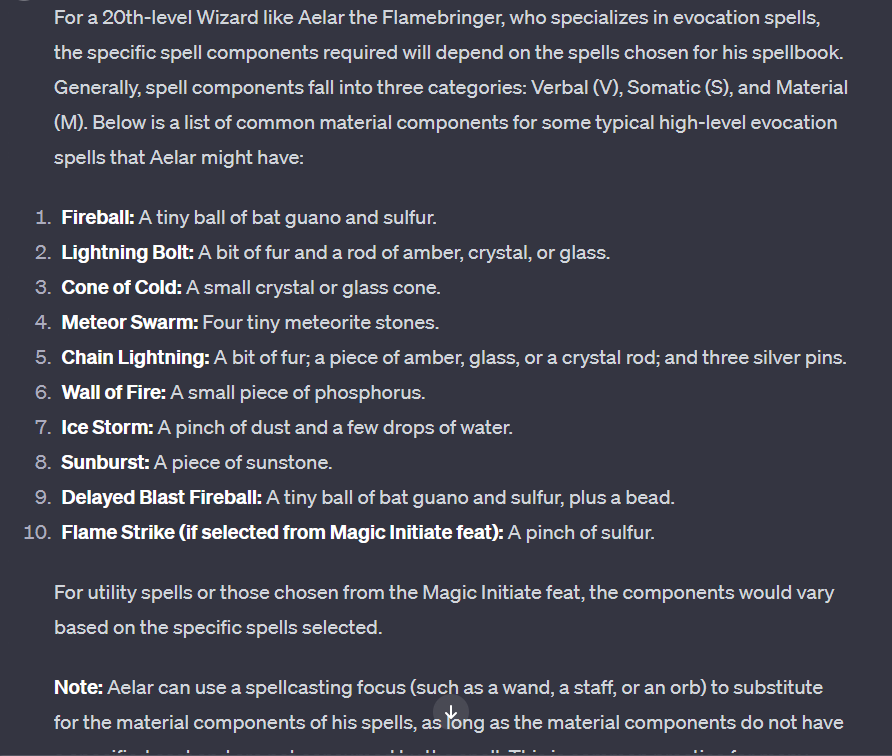 For a 20th-level Wizard like Aelar the Flamebringer, who specializes in evocation spells,
the specific spell components required will depend on the spells chosen for his spellbook.
Generally, spell components fall into three categories: Verbal (V), Somatic (S), and Material
(M). Below is a list of common material components for some typical high-level evocation
spells that Aelar might have:
1. Fireball: A tiny ball of bat guano and sulfur.
2. Lightning Bolt: A bit of fur and a rod of amber, crystal, or glass.
3. Cone of Cold: A small crystal or glass cone.
4. Meteor Swarm: Four tiny meteorite stones.
5. Chain Lightning: A bit of fur; a piece of amber, glass, or a crystal rod; and three silver pins.
6. Wall of Fire: A small piece of phosphorus.
7. Ice Storm: A pinch of dust and a few drops of water.
8. Sunburst: A piece of sunstone.
9. Delayed Blast Fireball: A tiny ball of bat guano and sulfur, plus a bead.
10. Flame Strike (if selected from Magic Initiate feat): A pinch of sulfur.
For utility spells or those chosen from the Magic Initiate feat, the components would vary
based on the specific spells selected.
Note: Aelar can use a spellcasting focus (such as a wand, a staff, or an orb) to substitute
for the material components of his spells, as long as the material components do not have